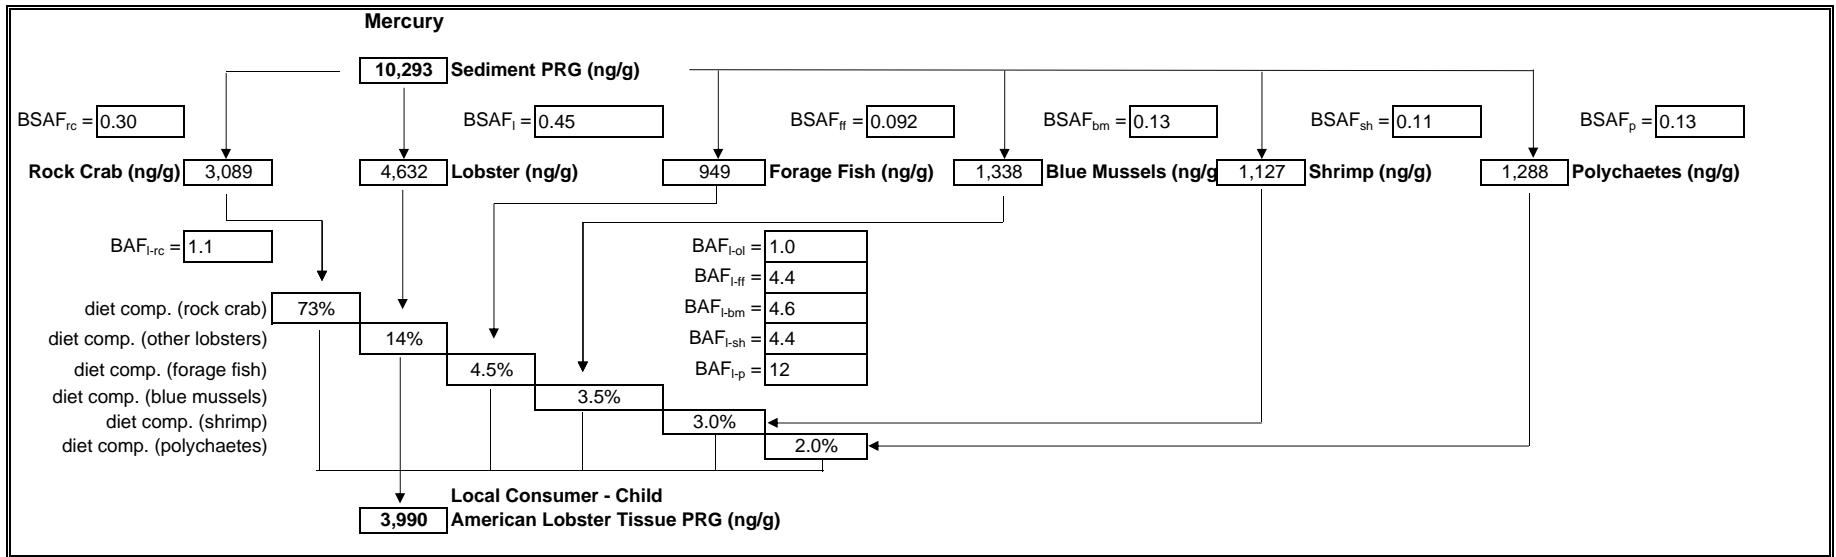 Mercury
10,293 Sediment PRG (ng/g)
BSAFrc = 0.30 BSAFl = 0.45 BSAFff = 0.092 BSAFbm = 0.13 BSAFsh = 0.11 BSAFp = 0.13
Rock Crab (ng/g) 3,089 4,632 Lobster (ng/g) 949 Forage Fish (ng/g) 1,338 Blue Mussels (ng/g 1,127 Shrimp (ng/g) 1,288 Polychaetes (ng/g)
BAFl-rc = 1.1 BAFl-ol = 1.0
BAFl-ff = 4.4
diet comp. (rock crab) 73% BAFl-bm = 4.6
diet comp. (other lobsters) 14% BAFl-sh = 4.4
diet comp. (forage fish) 4.5% BAFl-p = 12
diet comp. (blue mussels) 3.5%
diet comp. (shrimp) 3.0%
diet comp. (polychaetes) 2.0%
Local Consumer - Child
3,990 American Lobster Tissue PRG (ng/g)